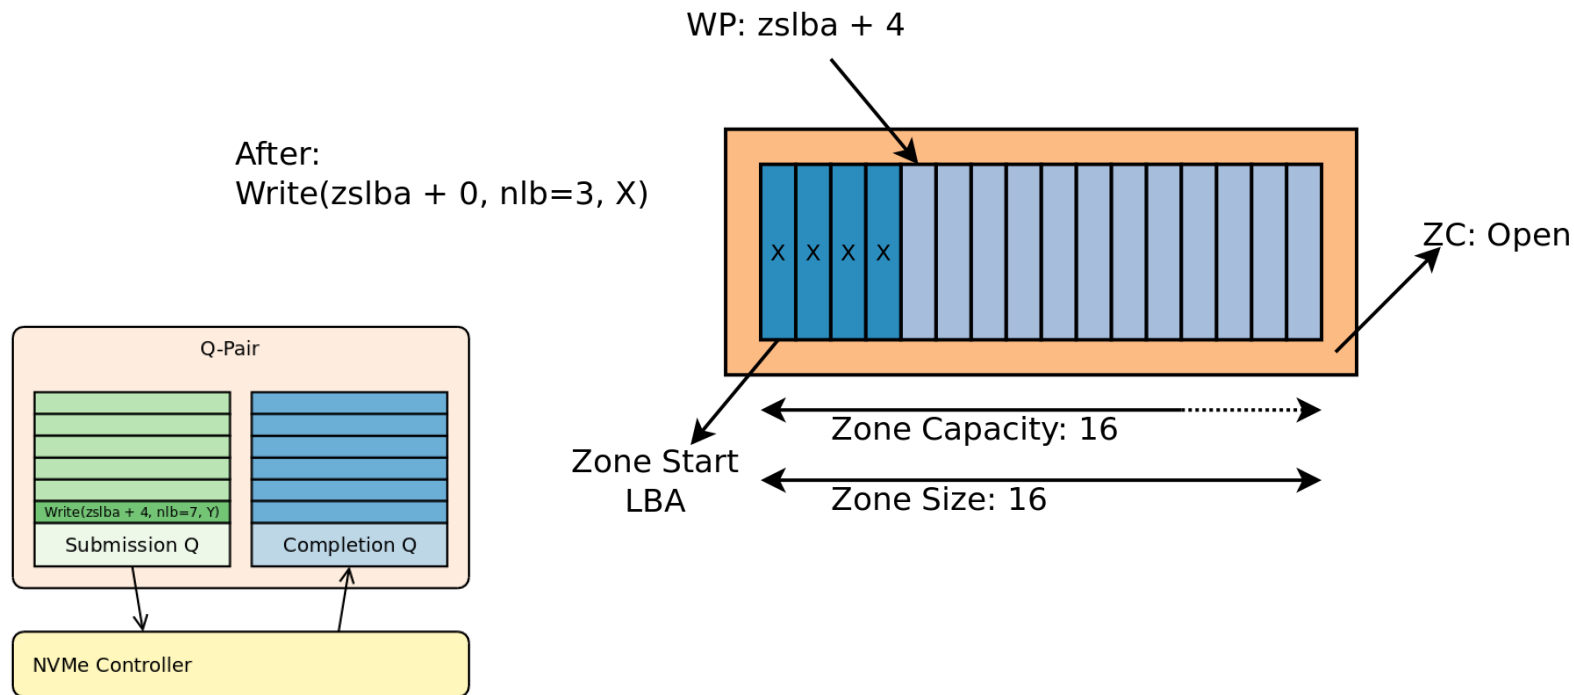 WP: zslba + 4
After:
Write(zslba + 0, nlb=3, X)
X X X X
ZC: Open
Zone Capacity: 16
Zone Start
LBA
Zone Size: 16
Q-Pair
Write(zslba + 4, nlb=7, Y)
Submission Q
Completion Q
NVMe Controller